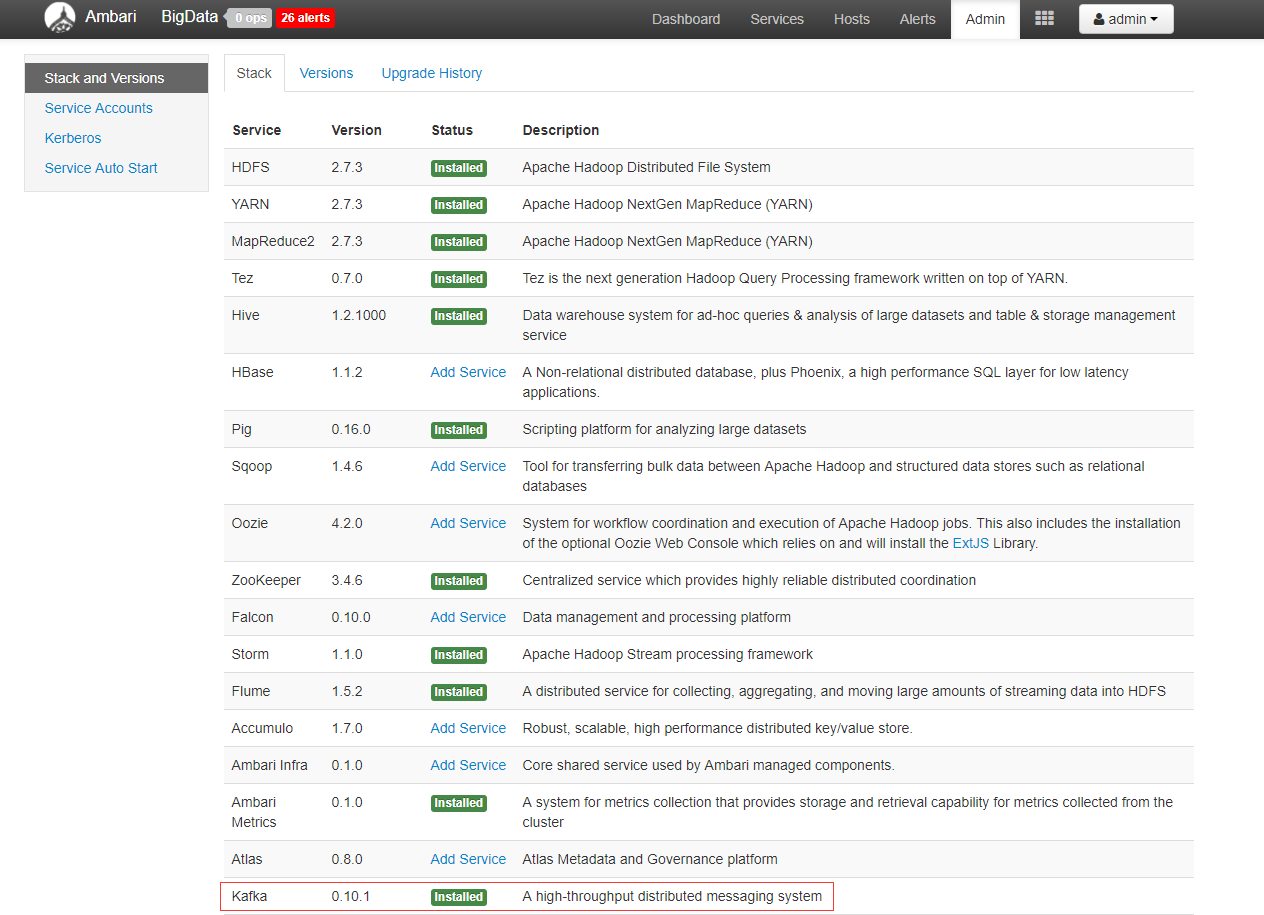 Ambari BigData 0 ops 26 alerts Dashboard Services Hosts Alerts Admin admin
Stack and Versions
Service Accounts
Kerberos
Service Auto Start
Stack Versions Upgrade History
Service Version Status Description
HDFS 2.7.3 Installed Apache Hadoop Distributed File System
YARN 2.7.3 Installed Apache Hadoop NextGen MapReduce (YARN)
MapReduce2 2.7.3 Installed Apache Hadoop NextGen MapReduce (YARN)
Tez 0.7.0 Installed Tez is the next generation Hadoop Query Processing framework written on top of YARN.
Hive 1.2.1000 Installed Data warehouse system for ad-hoc queries & analysis of large datasets and table & storage management
service
HBase 1.1.2 Add Service A Non-relational distributed database, plus Phoenix, a high performance SQL layer for low latency
applications.
Pig 0.16.0 Installed Scripting platform for analyzing large datasets
Sqoop 1.4.6 Add Service Tool for transferring bulk data between Apache Hadoop and structured data stores such as relational
databases
Oozie 4.2.0 Add Service System for workflow coordination and execution of Apache Hadoop jobs. This also includes the installation
of the optional Oozie Web Console which relies on and will install the ExtJS Library.
ZooKeeper 3.4.6 Installed Centralized service which provides highly reliable distributed coordination
Falcon 0.10.0 Add Service Data management and processing platform
Storm 1.1.0 Installed Apache Hadoop Stream processing framework
Flume 1.5.2 Installed A distributed service for collecting, aggregating, and moving large amounts of streaming data into HDFS
Accumulo 1.7.0 Add Service Robust, scalable, high performance distributed key/value store.
Ambari Infra 0.1.0 Add Service Core shared service used by Ambari managed components.
Ambari 0.1.0 Installed A system for metrics collection that provides storage and retrieval capability for metrics collected from the
Metrics cluster
Atlas 0.8.0 Add Service Atlas Metadata and Governance platform
Kafka 0.10.1 Installed A high-throughput distributed messaging system